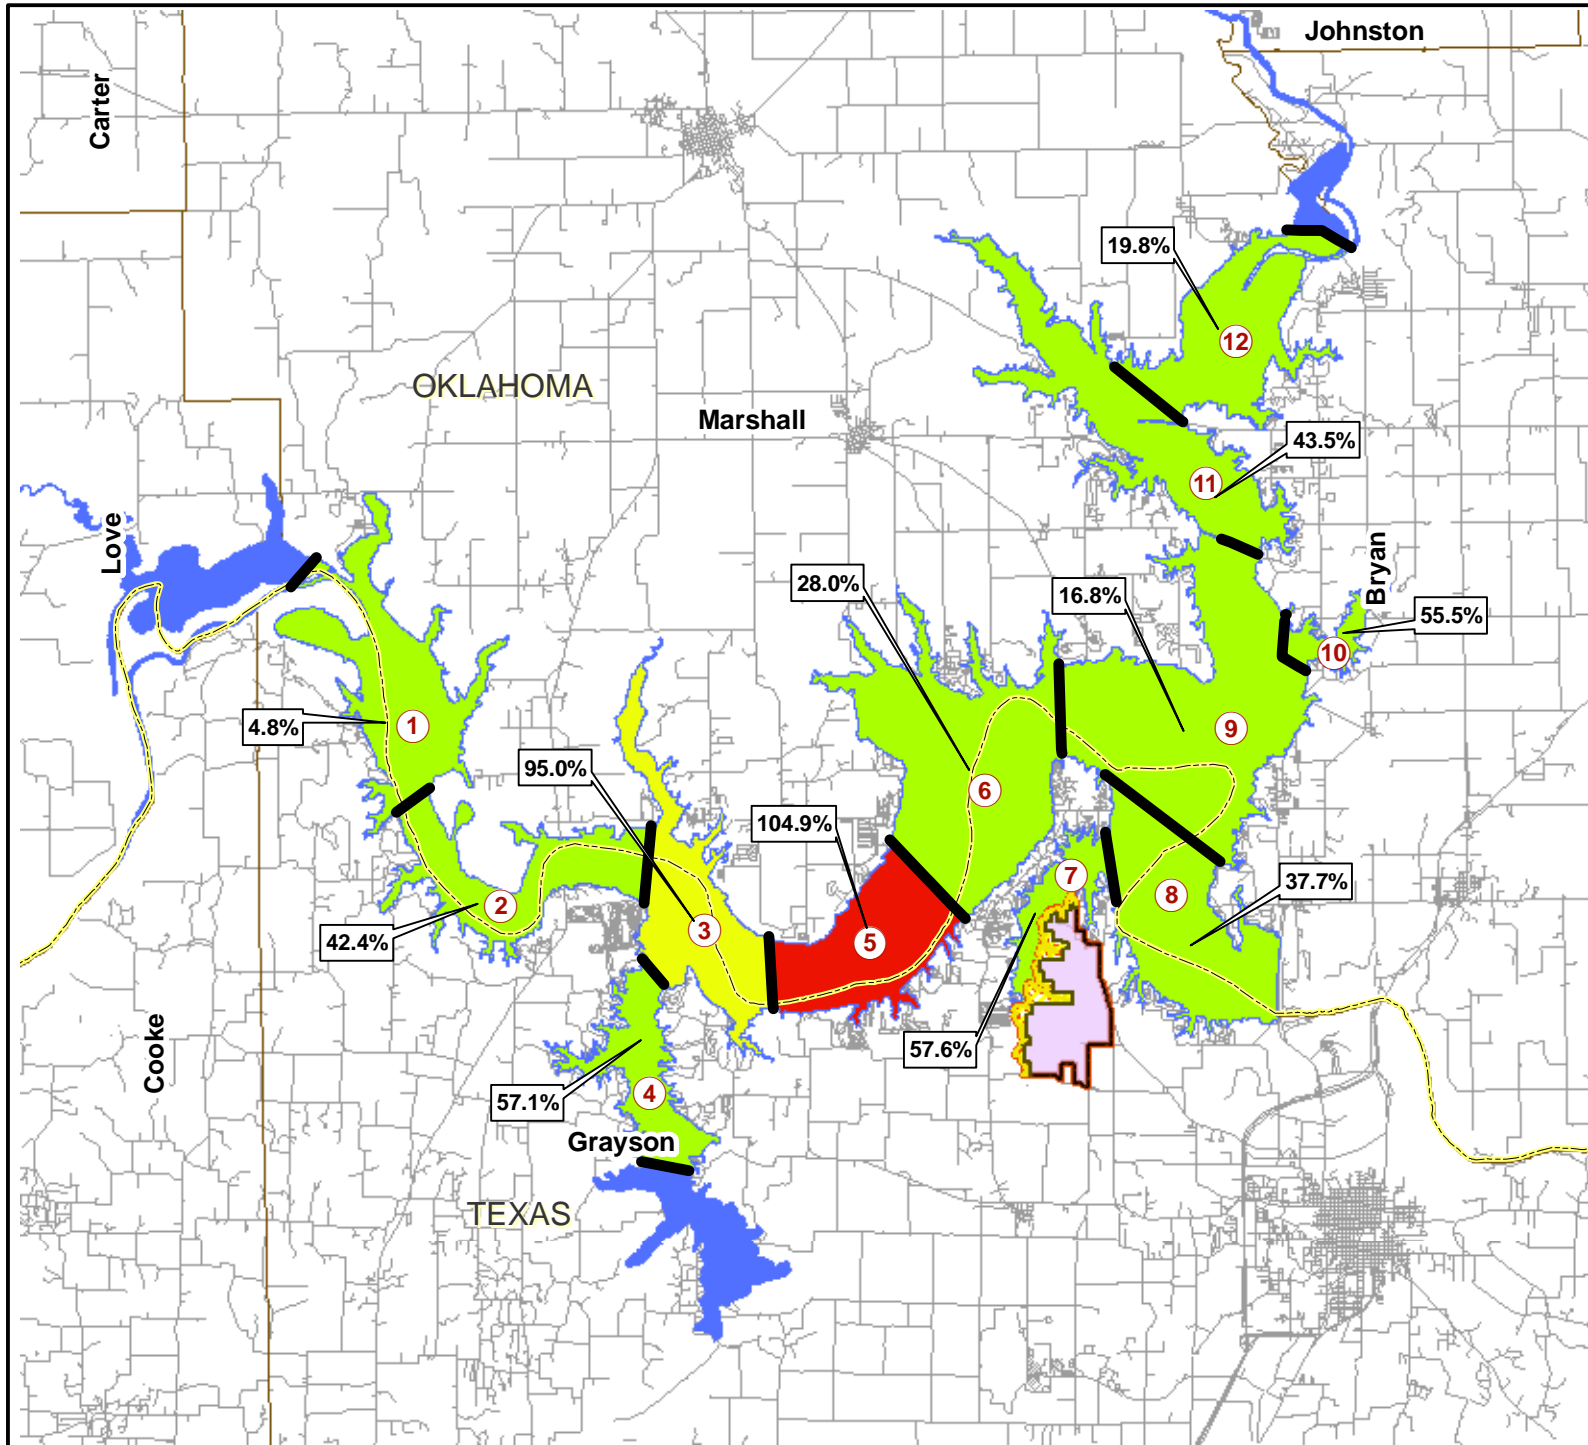 Johnston
Carter
19.8%
12
OKLAHOMA
Marshall
43.5%
11
Love
Bryan
28.0%
16.8%
55.5%
10
4.8%
1
9
95.0%
6
104.9%
7
37.7%
2
8
42.4%
3
5
57.6%
Cooke
57.1%
4
Grayson
TEXAS